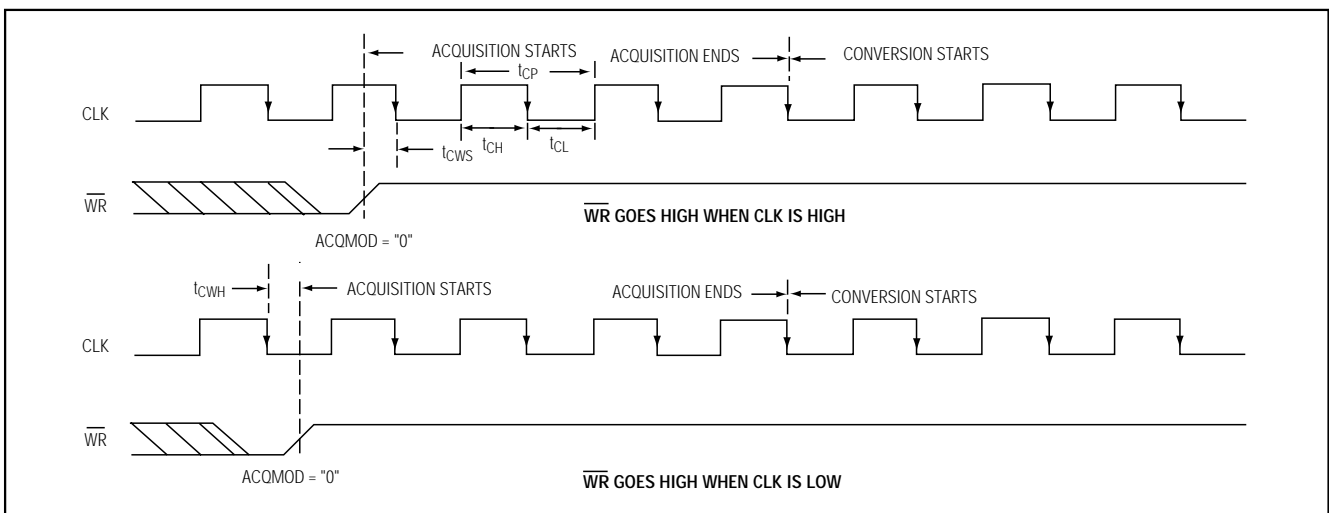 ACQUISITION STARTS
ACQUISITION ENDS
CONVERSION STARTS
tCP
CLK
tCWS
tCH
tCL
WR
WR GOES HIGH WHEN CLK IS HIGH
ACQMOD = "0"
tCWH
ACQUISITION STARTS
ACQUISITION ENDS
CONVERSION STARTS
CLK
WR
ACQMOD = "0"
WR GOES HIGH WHEN CLK IS LOW